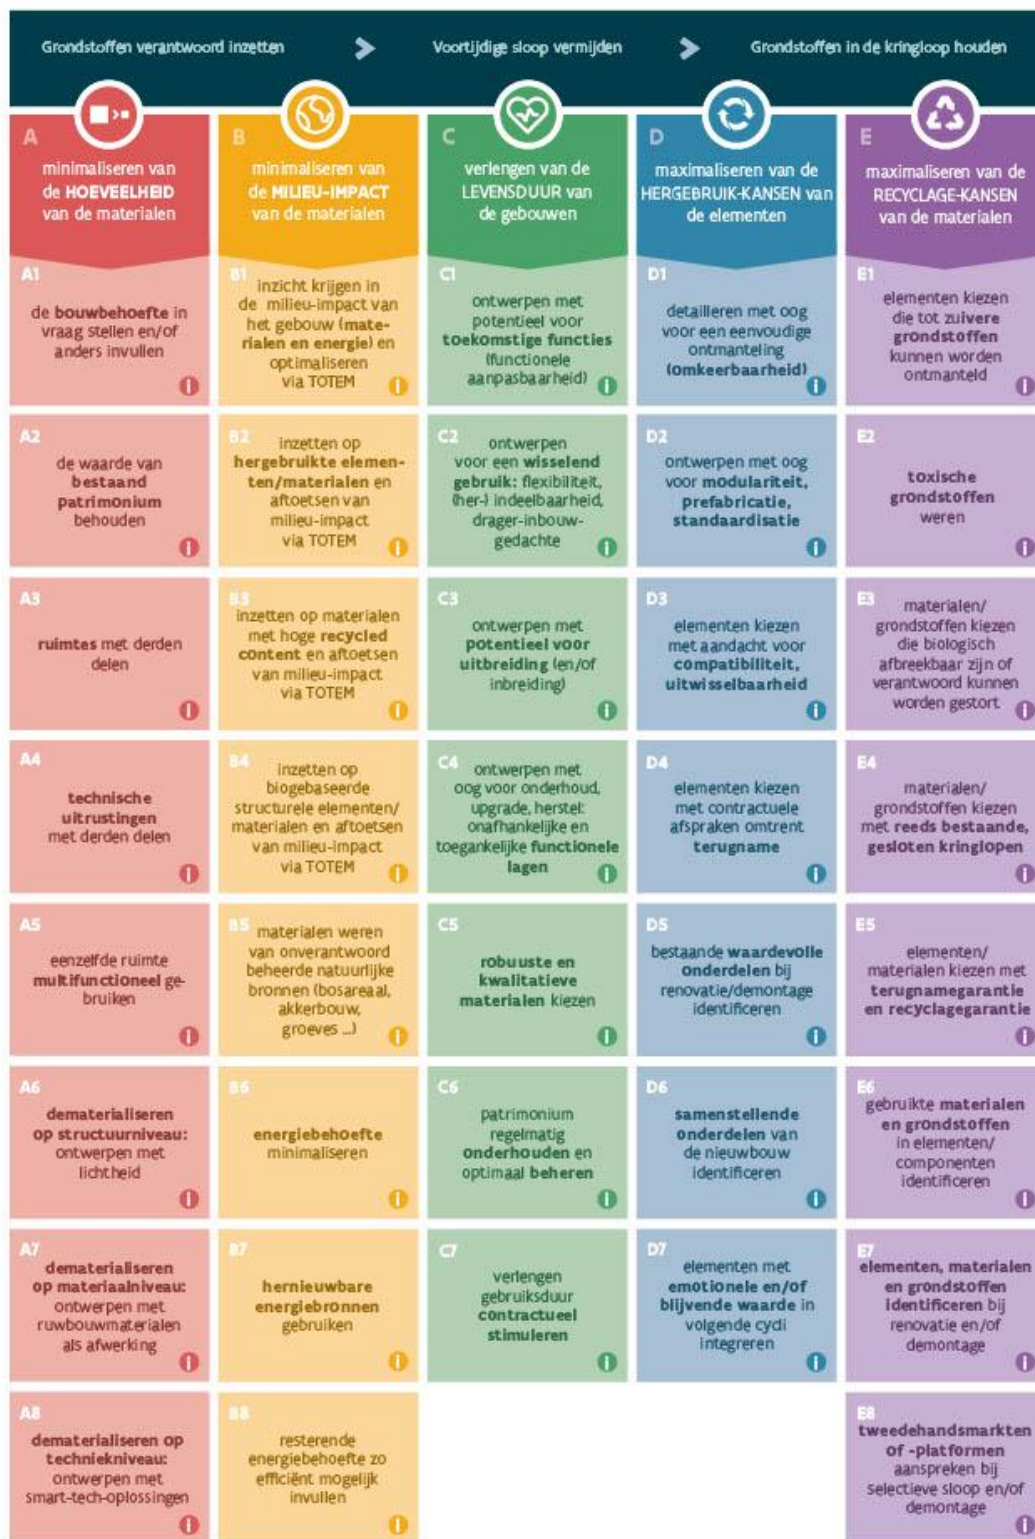 Grondstoffen verantwoord inzetten > Voortijdige sloop vermijden > Grondstoffen in de kringloop houden
A
minimaliseren van
de HOEVEELHEID
van de materialen
B
minimaliseren van
de MILIEU-IMPACT
van de materialen
C
verlengen van de
LEVENSDUUR van
de gebouwen
D
maximaliseren van de
HERGEBRUIK-KANSEN van
de elementen
E
maximaliseren van de
RECYCLAGE-KANSEN
van de materialen
A1
de bouwbehoefte in
vraag stellen en/of
anders invullen
B1
inzicht krijgen in
de milieu-impact van
het gebouw (mate-
rialen en energie) en
optimaliseren
via TOTEM
C1
ontwerpen met
potentieel voor
toekomstige functies
(functionele
aanpasbaarheid)
D1
detailleren met oog
voor een eenvoudige
ontmanteling
(omkeerbaarheid)
E1
elementen kiezen
die tot zuivere
grondstoffen
kunnen worden
ontmanteld
A2
de waarde van
bestaand
patrimonium
behouden
B2
inzetten op
hergebruikte elemen-
ten/materialen en
aftoetsen van
milieu-impact
via TOTEM
C2
ontwerpen
voor een wisselend
gebruik: flexibiliteit,
(her-) indeelbaarheid,
drager-inbouw-
gedachte
D2
ontwerpen met oog
voor modulariteit,
prefabricatie,
standaardisatie
E2
toxische
grondstoffen
weren
A3
ruimtes met derden
delen
B3
inzetten op materialen
met hoge recycled
content en aftoetsen
van milieu-impact
via TOTEM
C3
ontwerpen met
potentieel voor
uitbreiding (en/of
inbreiding)
D3
elementen kiezen
met aandacht voor
compatibiliteit,
uitwisselbaarheid
E3
materialen/
grondstoffen kiezen
die biologisch
afbreekbaar zijn of
verantwoord kunnen
worden gestort
A4
technische
uitrustingen
met derden delen
B4
inzetten op
biogebaseerde
structurele elementen/
materialen en aftoetsen
van milieu-impact
via TOTEM
C4
ontwerpen met
oog voor onderhoud,
upgrade, herstel:
onafhankelijke en
toegankelijke functionele
lagen
D4
elementen kiezen
met contractuele
afspraken omtrent
terugname
E4
materialen/
grondstoffen kiezen
met reeds bestaande,
gesloten kringlopen
A5
eenzelfde ruimte
multifunctioneel ge-
bruiken
B5
materialen weren
van onverantwoord
beheerde natuurlijke
bronnen (bosareaal,
akkerbouw,
groeves ...)
C5
robuuste en
kwalitatieve
materialen kiezen
D5
bestaande waardevolle
onderdelen bij
renovatie/demontage
identificeren
E5
elementen/
materialen kiezen met
terugnamegarantie
en recyclagegarantie
A6
dematerialiseren
op structuurniveau:
ontwerpen met
lichtheid
B6
energiebehoefte
minimaliseren
C6
patrimonium
regelmatig
onderhouden en
optimaal beheren
D6
samenstellende
onderdelen van
de nieuwbouw
identificeren
E6
gebruikte materialen
en grondstoffen
in elementen/
componenten
identificeren
A7
dematerialiseren
op materiaalniveau:
ontwerpen met
ruwbouwmaterialen
als afwerking
B7
hernieuwbare
energiebronnen
gebruiken
C7
verlengen
gebruiksduur
contractueel
stimuleren
D7
elementen met
emotionele en/of
blijvende waarde in
volgende cycli
integreren
E7
elementen, materialen
en grondstoffen
identificeren bij
renovatie en/of
demontage
A8
dematerialiseren op
techniekniveau:
ontwerpen met
smart-tech-oplossingen
B8
resterende
energiebehoefte zo
efficiënt mogelijk
invullen
E8
tweedehandsmarkten
of -platformen
aanspreken bij
selectieve sloop en/of
demontage